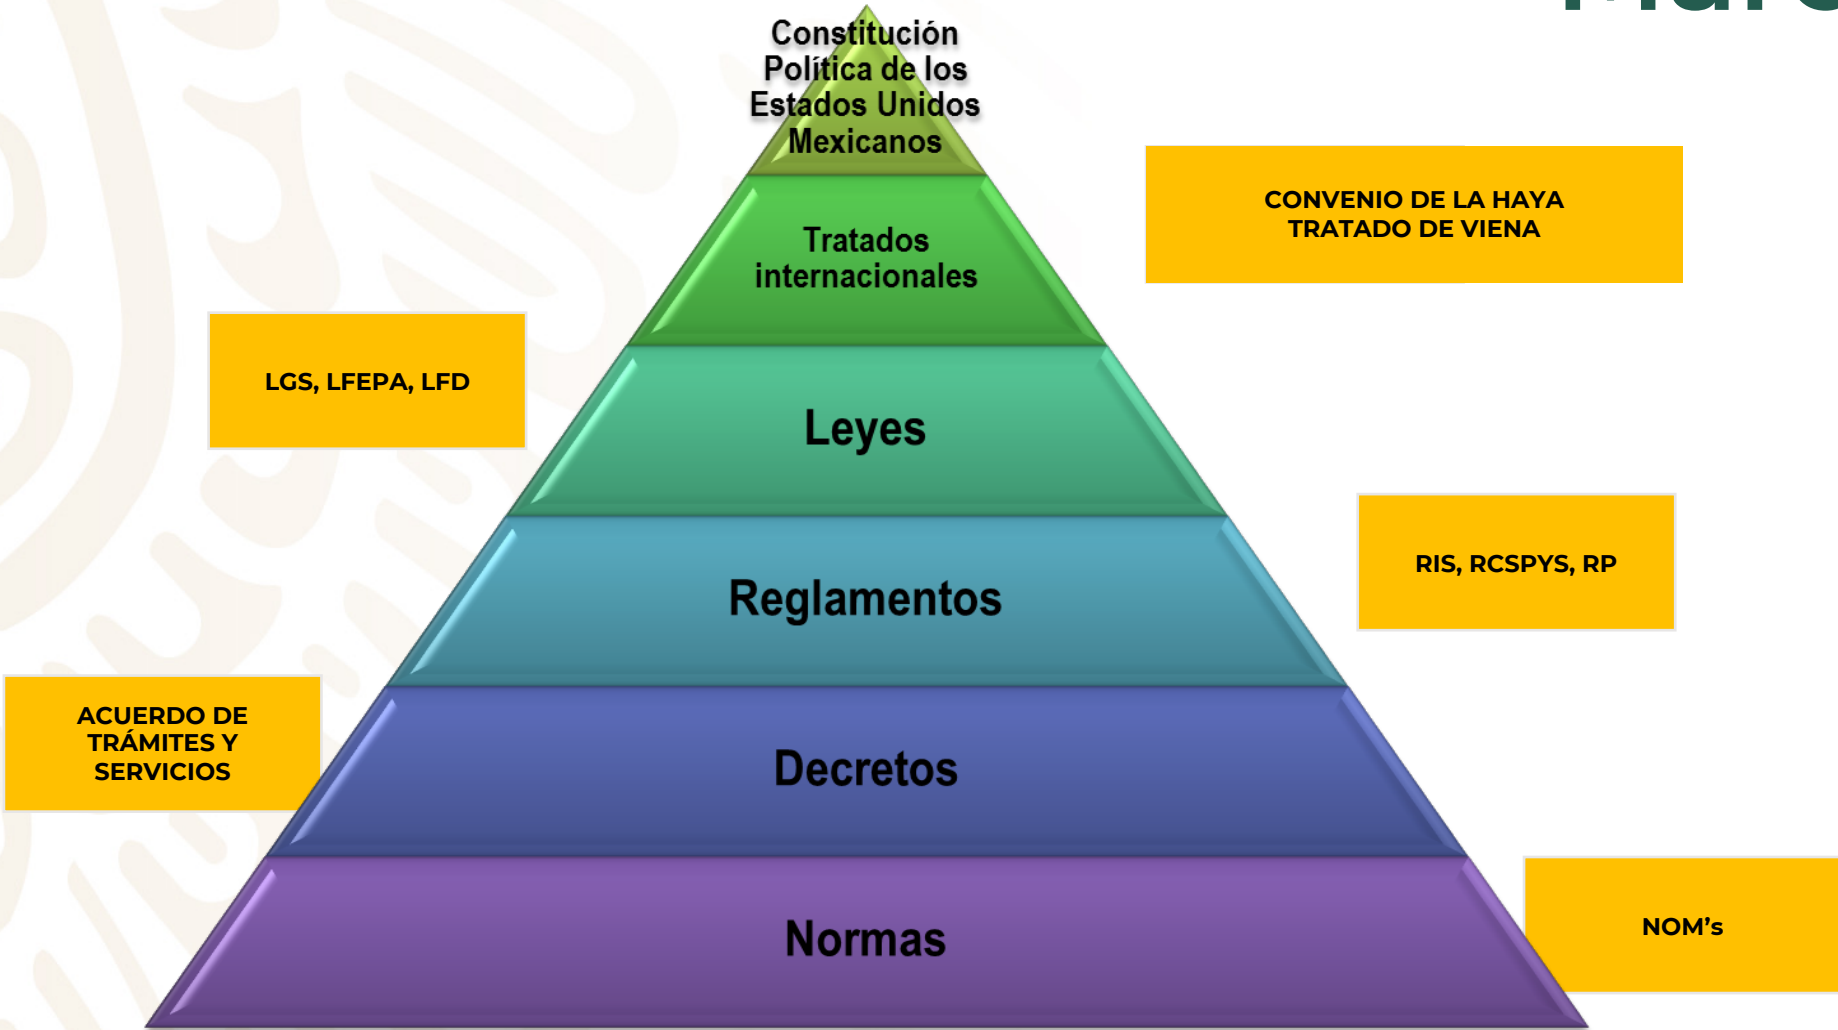 Constitución
Política de los
Estados Unidos
Mexicanos
CONVENIO DE LA HAYA
TRATADO DE VIENA
Tratados
internacionales
LGS, LFEPA, LFD
Leyes
RIS, RCSPYS, RP
Reglamentos
ACUERDO DE
TRÁMITES Y
SERVICIOS
Decretos
NOM’s
Normas